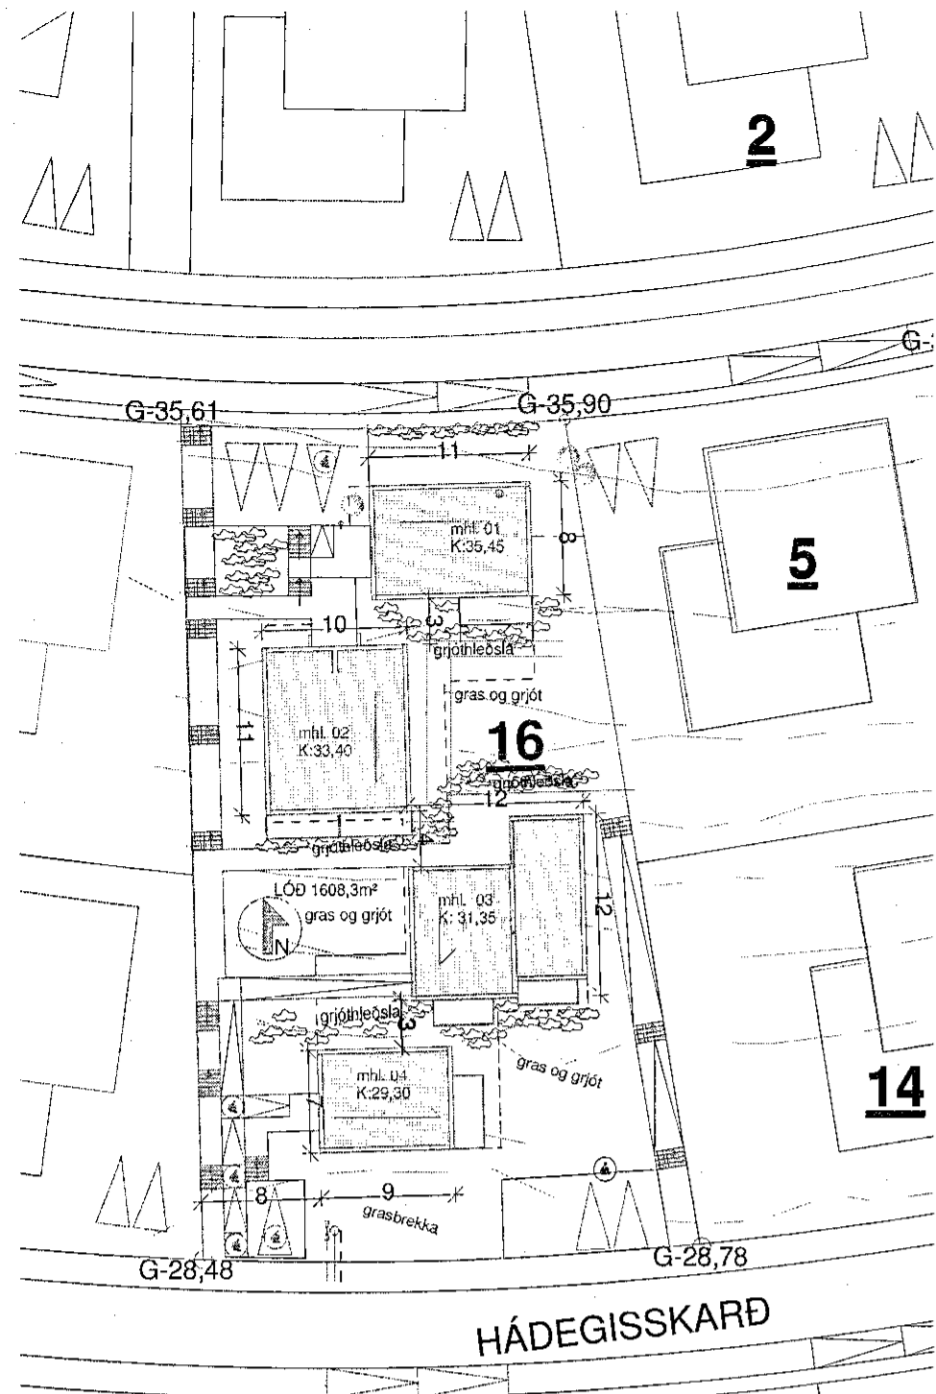 2
G-
G-35,61
G-35,90
11
mhl. 01
K:35,45
8
5
10
3
grjóthleðsla
gras og grjót
mhl. 02
K:33,40
11
16
grjóthleðsla
12
grjóthleðsla
4
LÓÐ 1608,3m²
gras og grjót
N
mhl. 03
K: 31,35
12
grjóthleðsla
3
gras og grjót
mhl. 04
K:29,30
7
14
8
9
grasbrekka
G-28,48
G-28,78
HÁDEGISSKARÐ